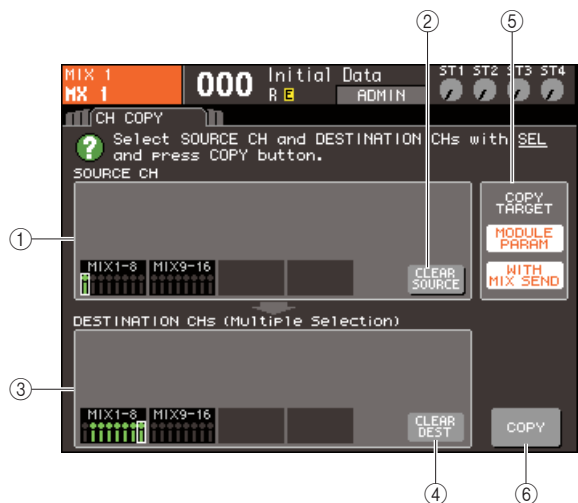 ② ⑤
MIX 1 000 Initial Data ST1 ST2 ST3 ST4
MX 1 R E ADMIN
CH COPY
? Select SOURCE CH and DESTINATION CHs with SEL
and press COPY button.
SOURCE CH
COPY
TARGET
①
MODULE
PARAM
MIX1-8 MIX9-16
CLEAR
SOURCE
WITH
MIX SEND
DESTINATION CHs (Multiple Selection)
③
MIX1-8 MIX9-16
CLEAR
DEST
COPY
④ ⑥